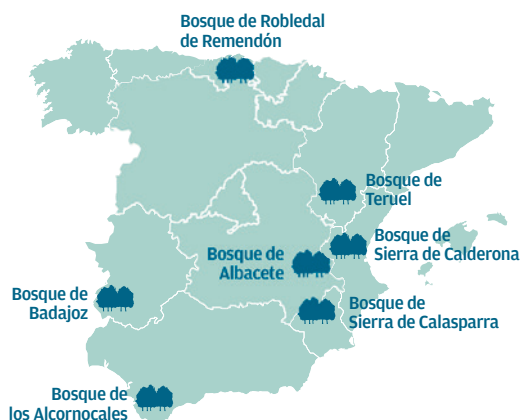 Bosque de Robledal
de Remendón
Bosque de
Teruel
Bosque de
Sierra de Calderona
Bosque de
Albacete
Bosque de
Badajoz
Bosque de
Sierra de Calasparra
Bosque de
los Alcornocales